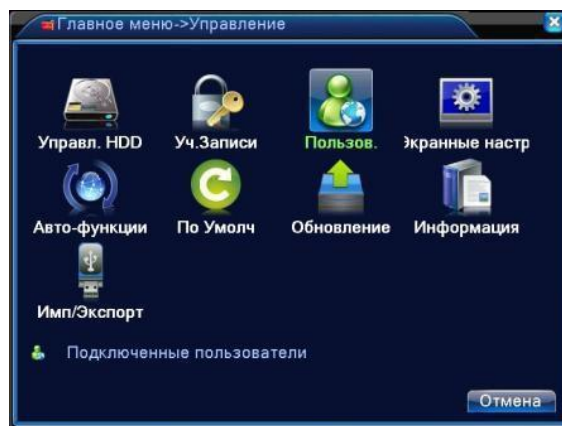 Главное меню->Управление
Управл. HDD Уч.Записи Пользов. Экранные настр
Авто-функции По Умолч Обновление Информация
Имп/Экспорт
Подключенные пользователи
Отмена